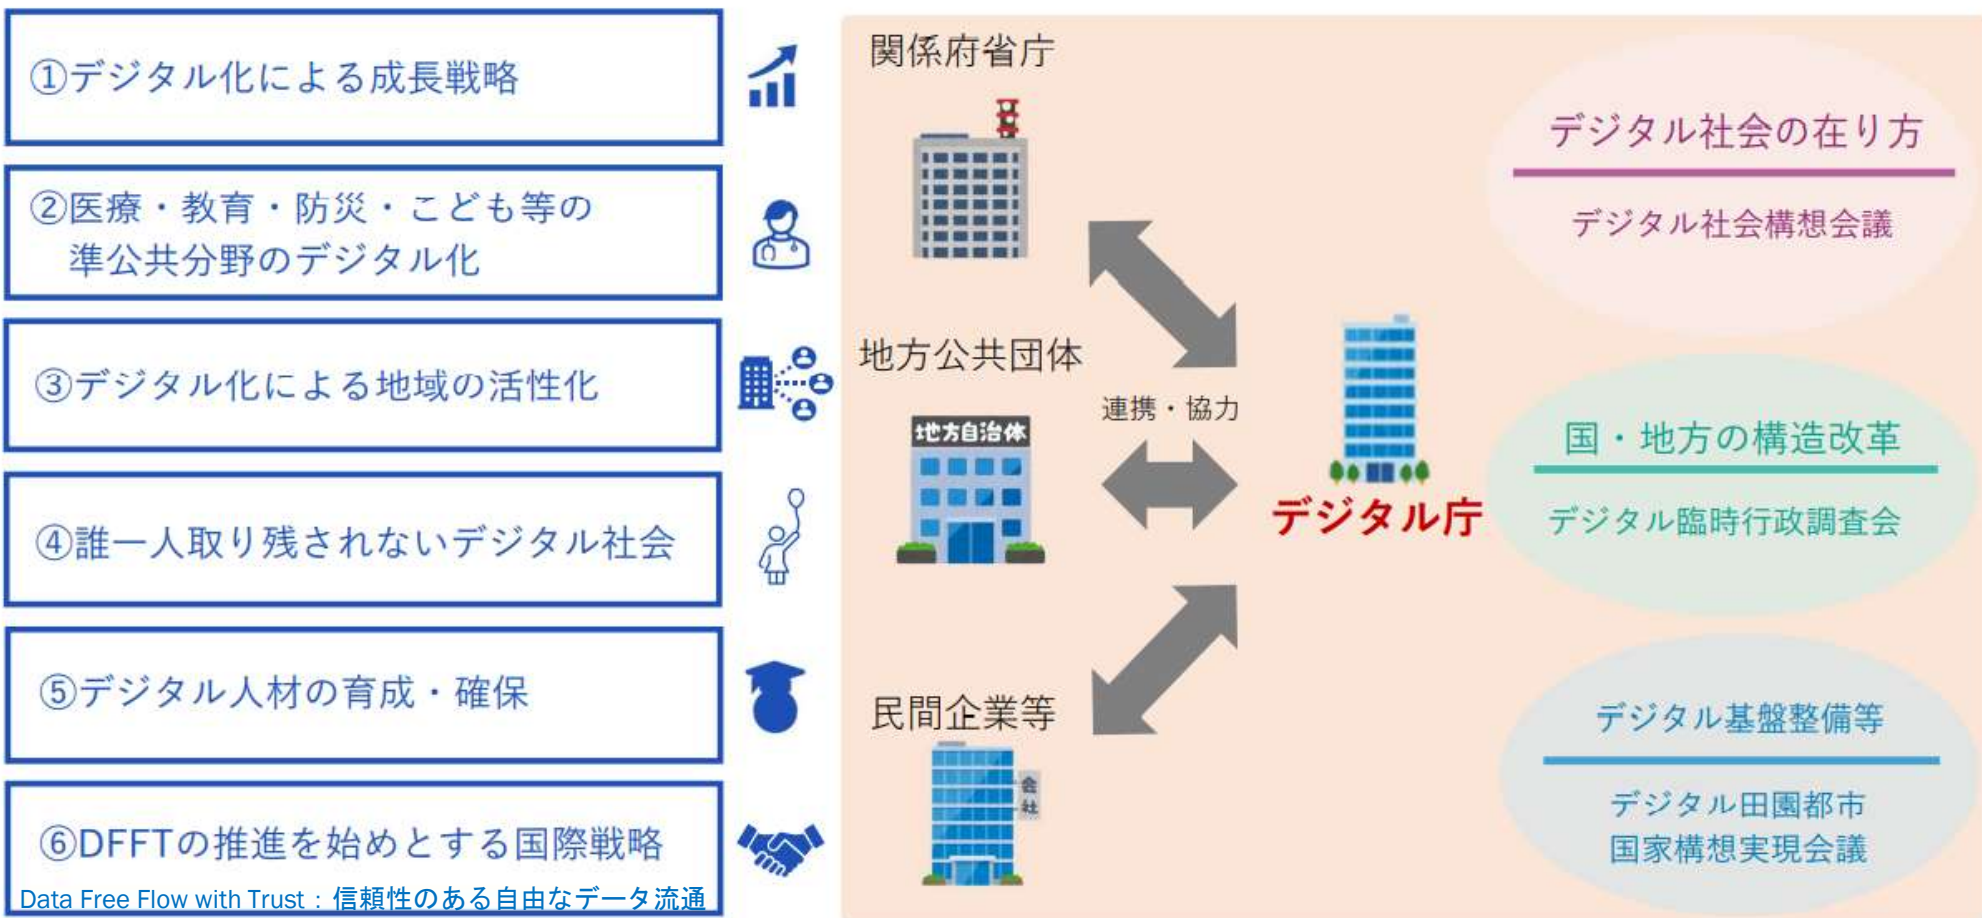 ①デジタル化による成長戦略
②医療・教育・防災・こども等の
準公共分野のデジタル化
③デジタル化による地域の活性化
④誰一人取り残されないデジタル社会
⑤デジタル人材の育成・確保
⑥DFFTの推進を始めとする国際戦略
Data Free Flow with Trust：信頼性のある自由なデータ流通
関係府省庁
地方公共団体
地方自治体
連携・協力
民間企業等
会社
デジタル庁
デジタル社会の在り方
デジタル社会構想会議
国・地方の構造改革
デジタル臨時行政調査会
デジタル基盤整備等
デジタル田園都市
国家構想実現会議